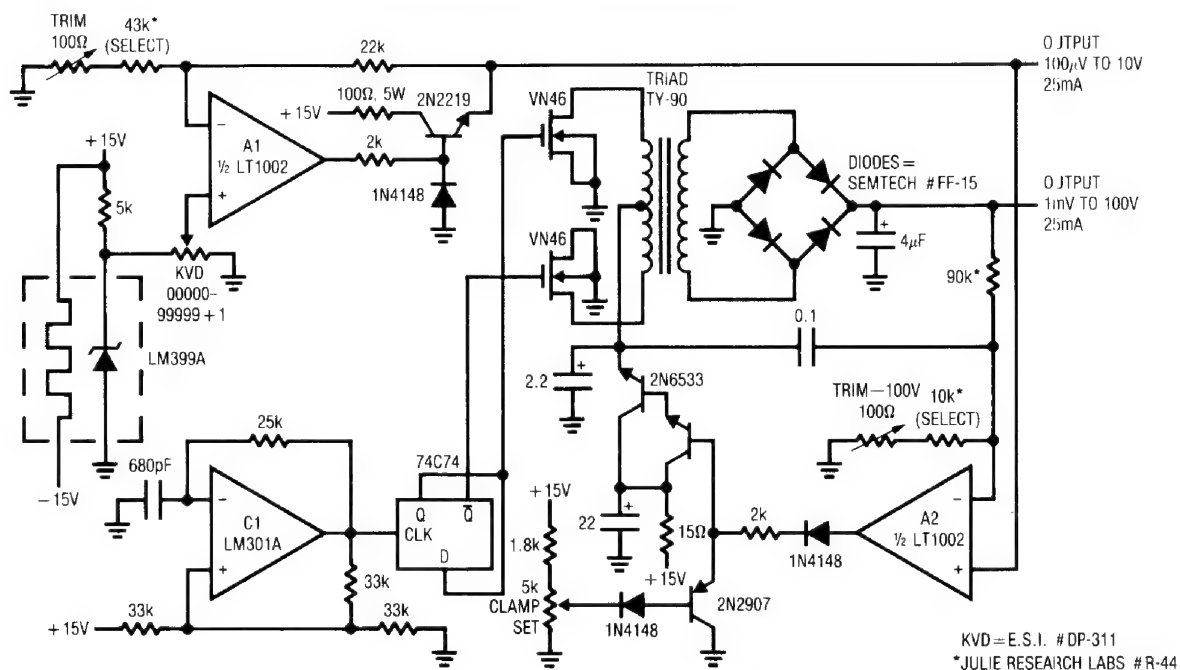 TRIM
100Ω
43k*
(SELECT)
22k
O JTPUT
100μV TO 10V
25mA
+15V
100Ω, 5W
2N2219
VN46
TRIAD
TY-90
A1
½ LT1002
2k
1N4148
+15V
5k
DIODES =
SEMTECH #FF-15
O JTPUT
1mV TO 100V
25mA
4μF
VN46
90k*
KVD
00000-
99999 + 1
LM399A
−15V
0.1
2.2
2N6533
TRIM−100V
100Ω
10k*
(SELECT)
25k
680pF
C1
LM301A
74C74
Q
Q̅
CLK
D
+15V
1.8k
22
15Ω
+15V
2k
1N4148
A2
½ LT1002
5k
CLAMP
SET
1N4148
2N2907
33k
+15V
33k
33k
KVD = E.S.I. #DP-311
*JULIE RESEARCH LABS #R-44
−
+
−
+
−
+
+
+
+